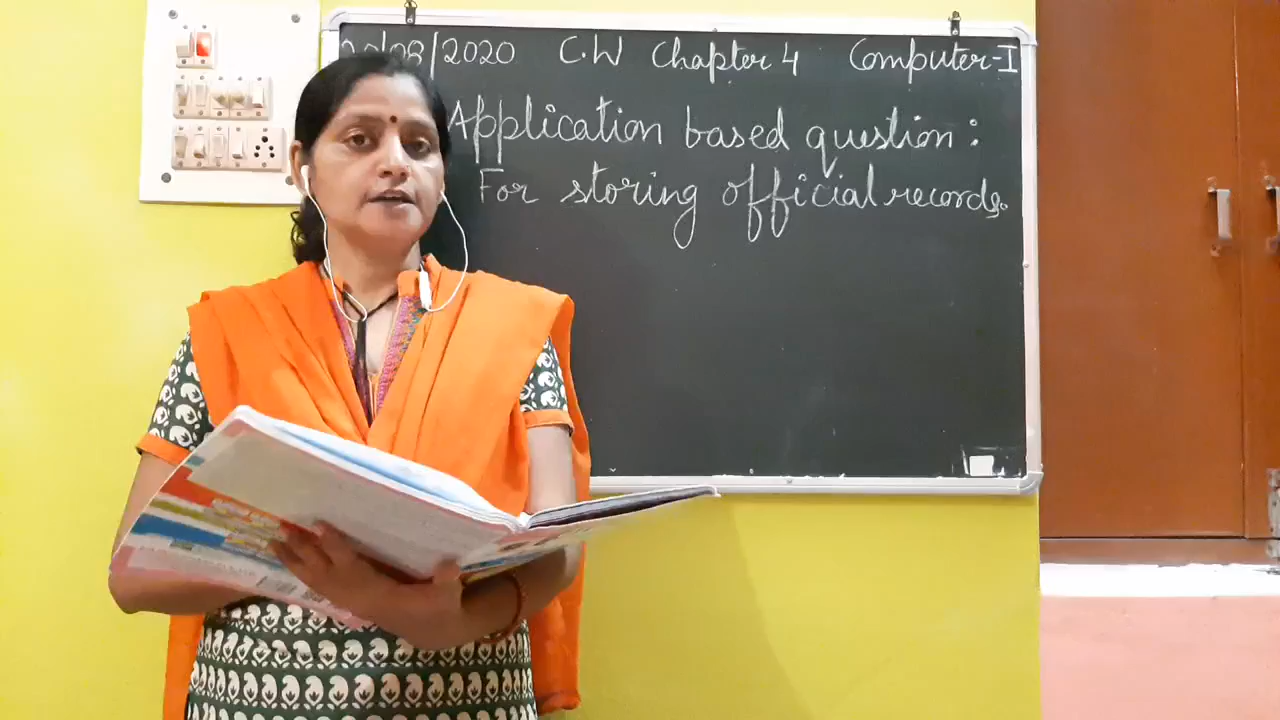 /08/2020 C.W Chapter 4 Computer-I
Application based question:
For storing official records.